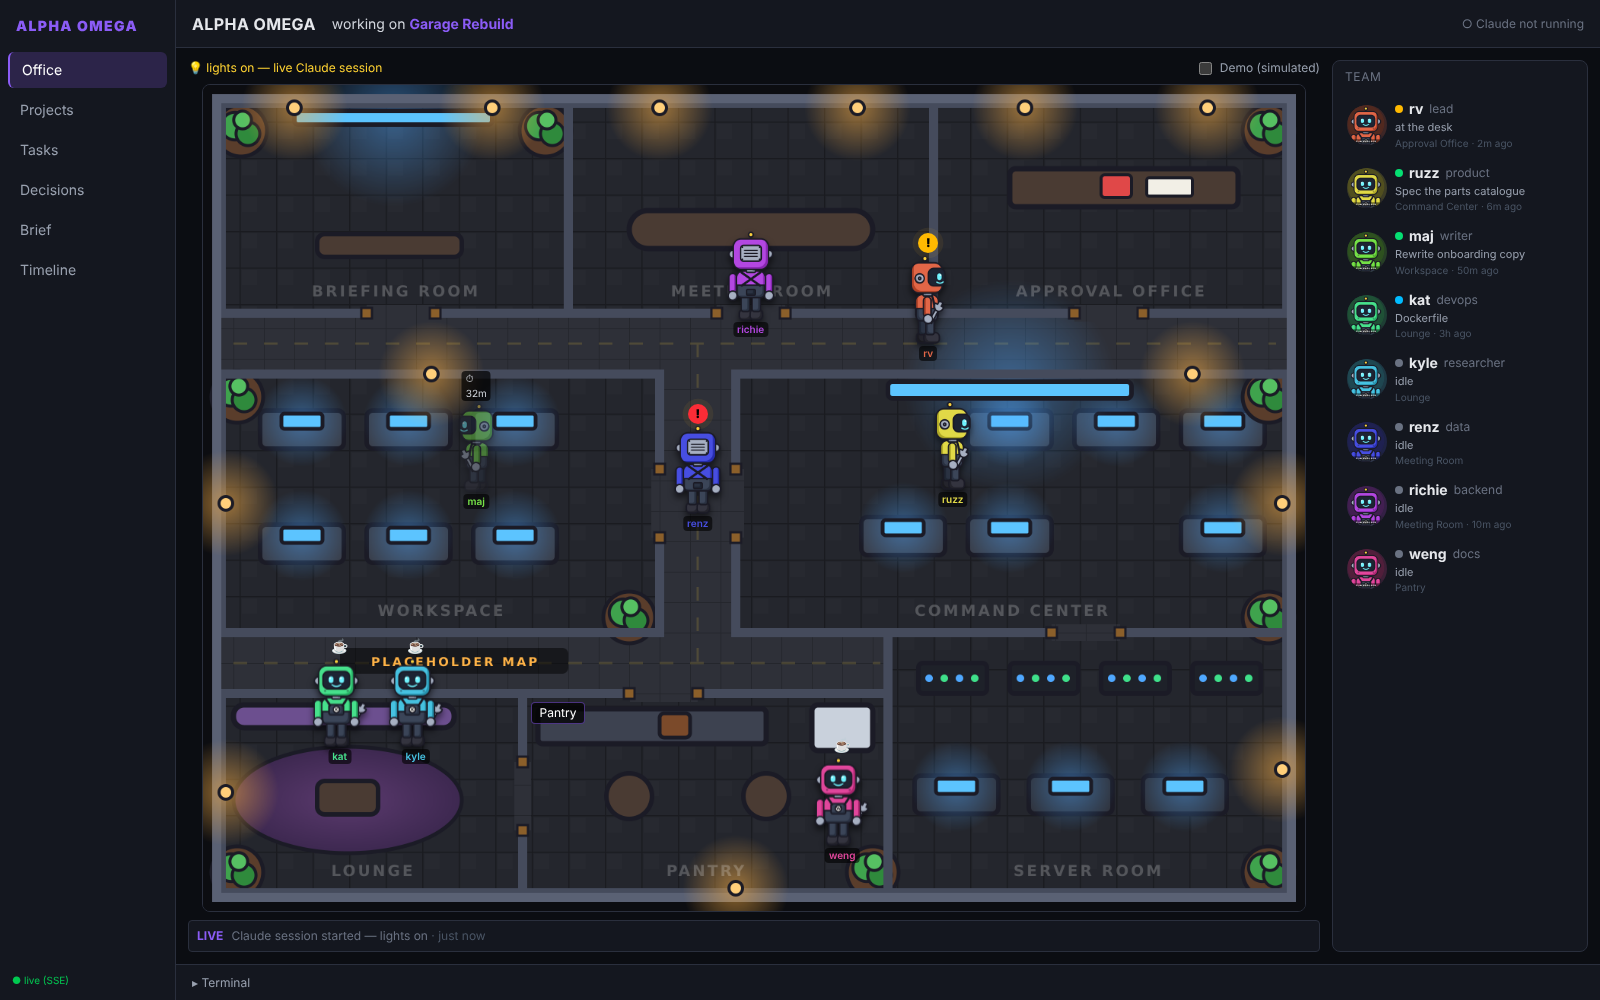 ALPHA OMEGA
Office
Projects
Tasks
Decisions
Brief
Timeline
live (SSE)
ALPHA OMEGA working on Garage Rebuild
Claude not running
lights on — live Claude session
Demo (simulated)
BRIEFING ROOM
MEET ROOM
APPROVAL OFFICE
!
richie
rv
32m
maj
!
renz
ruzz
WORKSPACE
COMMAND CENTER
PLACEHOLDER MAP
Pantry
kat
kyle
weng
LOUNGE
PANTRY
SERVER ROOM
LIVE Claude session started — lights on · just now
▸ Terminal
TEAM
rv lead
at the desk
Approval Office · 2m ago
ruzz product
Spec the parts catalogue
Command Center · 6m ago
maj writer
Rewrite onboarding copy
Workspace · 50m ago
kat devops
Dockerfile
Lounge · 3h ago
kyle researcher
idle
Lounge
renz data
idle
Meeting Room
richie backend
idle
Meeting Room · 10m ago
weng docs
idle
Pantry